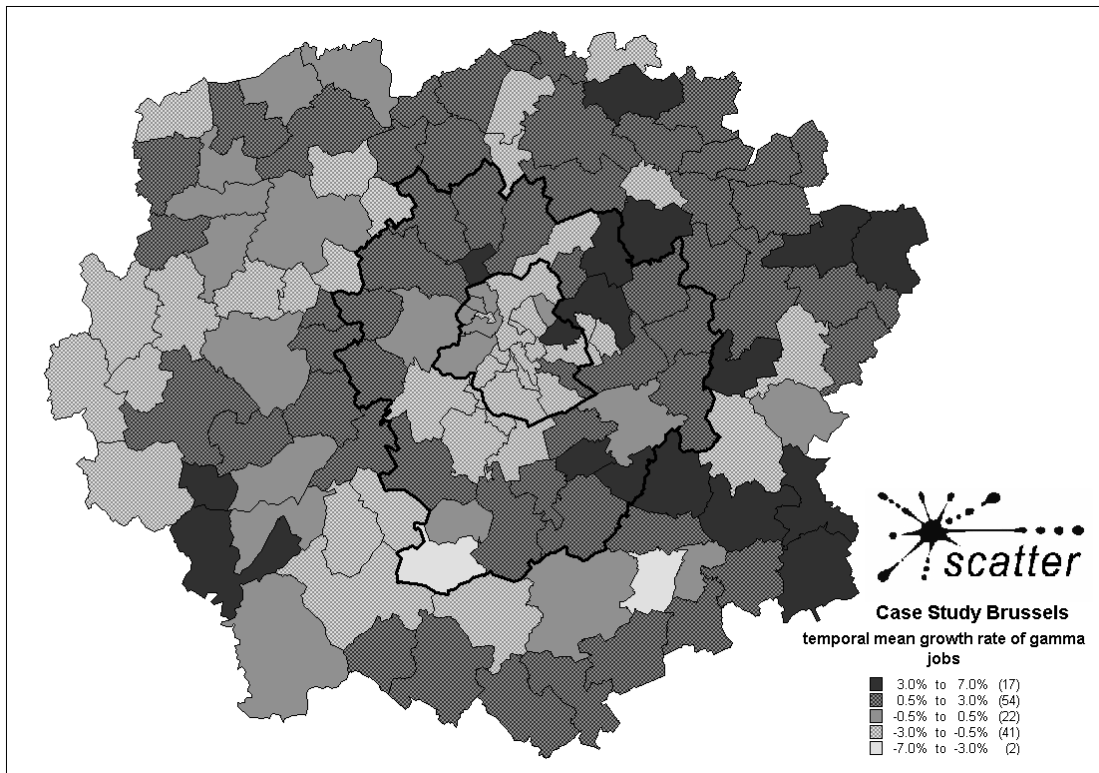 scatter
Case Study Brussels
temporal mean growth rate of gamma
jobs
3.0% to 7.0% (17)
0.5% to 3.0% (54)
-0.5% to 0.5% (22)
-3.0% to -0.5% (41)
-7.0% to -3.0% (2)